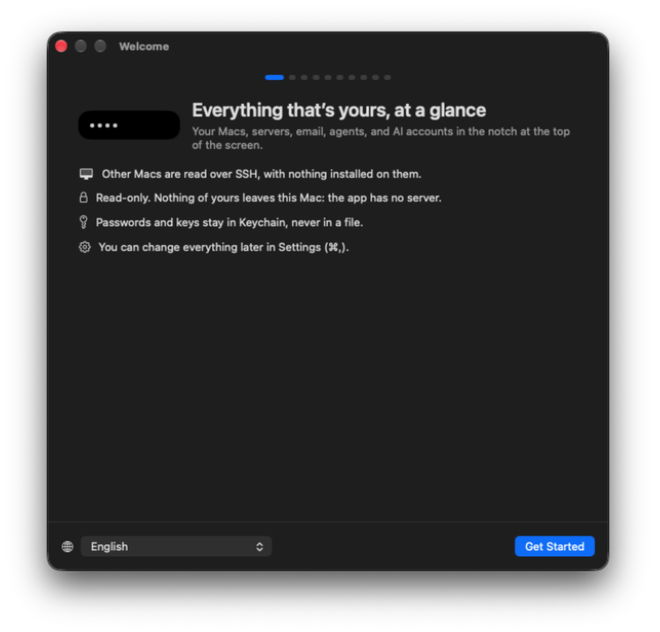 Welcome
Everything that's yours, at a glance
Your Macs, servers, email, agents, and AI accounts in the notch at the top
of the screen.
Other Macs are read over SSH, with nothing installed on them.
Read-only. Nothing of yours leaves this Mac: the app has no server.
Passwords and keys stay in Keychain, never in a file.
You can change everything later in Settings (⌘,).
English
Get Started